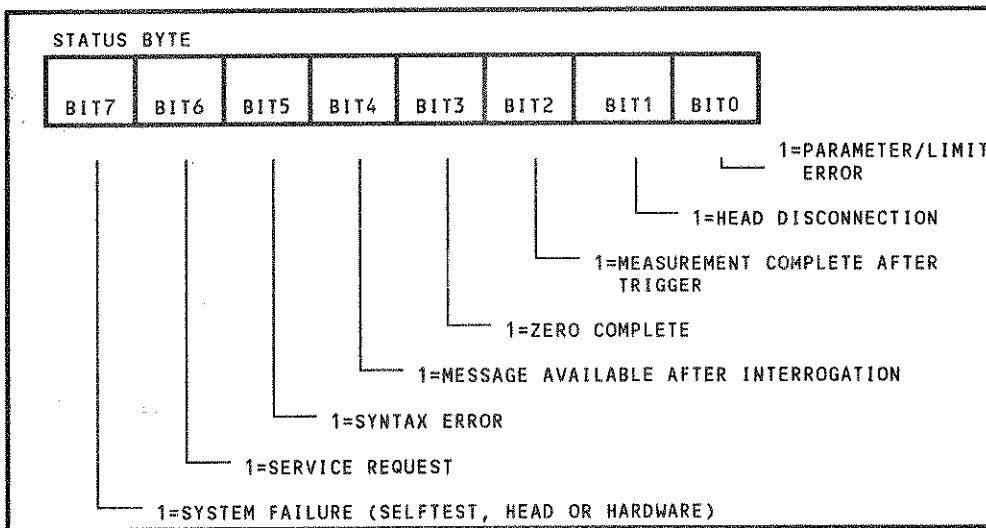 STATUS BYTE
BIT7 BIT6 BIT5 BIT4 BIT3 BIT2 BIT1 BIT0
1=PARAMETER/LIMIT
ERROR
1=HEAD DISCONNECTION
1=MEASUREMENT COMPLETE AFTER
TRIGGER
1=ZERO COMPLETE
1=MESSAGE AVAILABLE AFTER INTERROGATION
1=SYNTAX ERROR
1=SERVICE REQUEST
1=SYSTEM FAILURE (SELFTEST, HEAD OR HARDWARE)